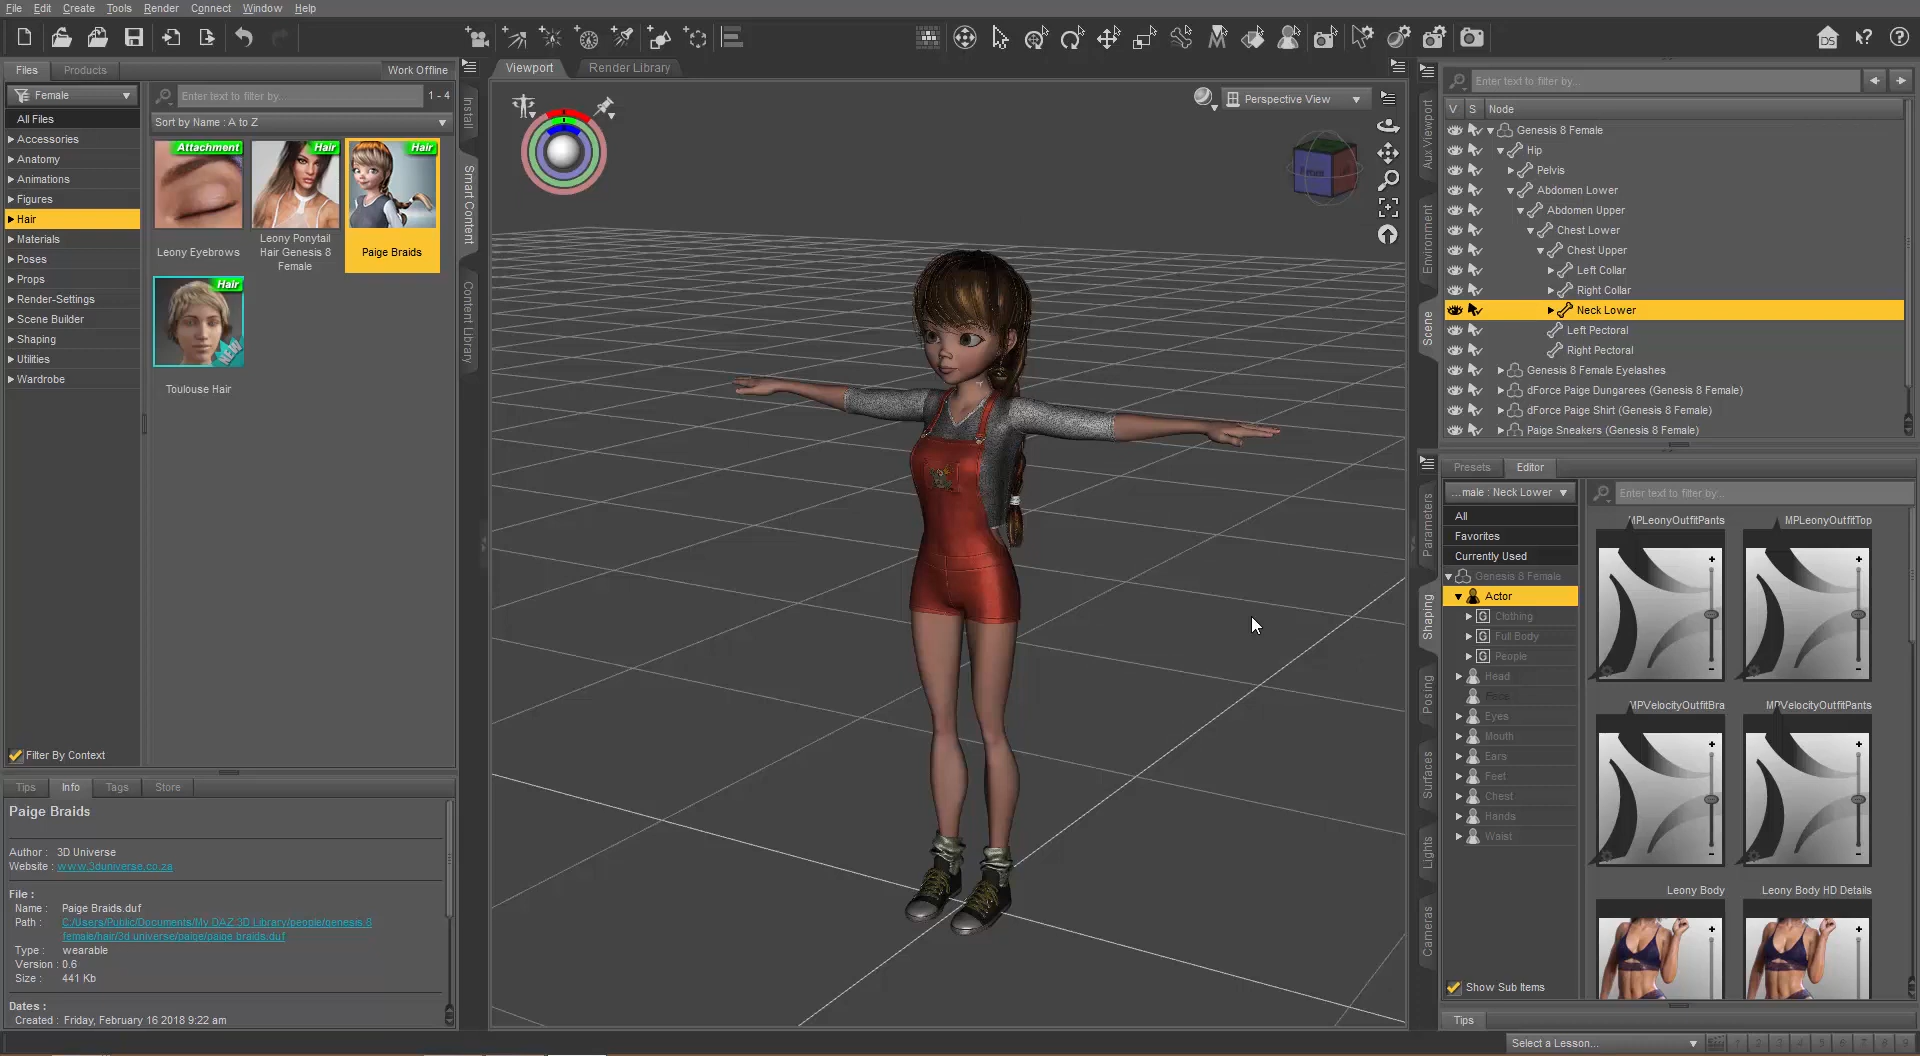 File Edit Create Tools Render Connect Window Help
Files Products Work Offline
Female
Enter text to filter by... 1 - 4
All Files
Sort by Name : A to Z
Accessories
Anatomy
Animations
Figures
Hair
Materials
Poses
Props
Render-Settings
Scene Builder
Shaping
Utilities
Wardrobe
Attachment
Leony Eyebrows
Hair
Leony Ponytail
Hair Genesis 8
Female
Hair
Paige Braids
Hair
NEW
Toulouse Hair
Filter By Context
Tips Info Tags Store
Paige Braids
Author : 3D Universe
Website : www.3duniverse.co.za
File :
Name : Paige Braids.duf
Path : C:/Users/Public/Documents/My DAZ 3D Library/people/genesis 8
female/hair/3d universe/paige/paige braids.duf
Type : wearable
Version : 0.6
Size : 441 Kb
Dates :
Created : Friday, February 16 2018 9:22 am
Install
Smart Content
Content Library
Viewport Render Library
Perspective View
DS
Aux Viewport
Environment
Scene
Enter text to filter by...
V S Node
Genesis 8 Female
Hip
Pelvis
Abdomen Lower
Abdomen Upper
Chest Lower
Chest Upper
Left Collar
Right Collar
Neck Lower
Left Pectoral
Right Pectoral
Genesis 8 Female Eyelashes
dForce Paige Dungarees (Genesis 8 Female)
dForce Paige Shirt (Genesis 8 Female)
Paige Sneakers (Genesis 8 Female)
Parameters
Shaping
Posing
Surfaces
Lights
Cameras
Presets Editor
...male : Neck Lower
Enter text to filter by...
All
Favorites
Currently Used
Genesis 8 Female
Actor
Clothing
Full Body
People
Head
Face
Eyes
Mouth
Ears
Feet
Chest
Hands
Waist
Show Sub Items
MPLeonyOutfitPants MPLeonyOutfitTop
MPVelocityOutfitBra MPVelocityOutfitPants
Leony Body Leony Body HD Details
Tips
Select a Lesson... 1 2 3 4 5 6 7 8 9